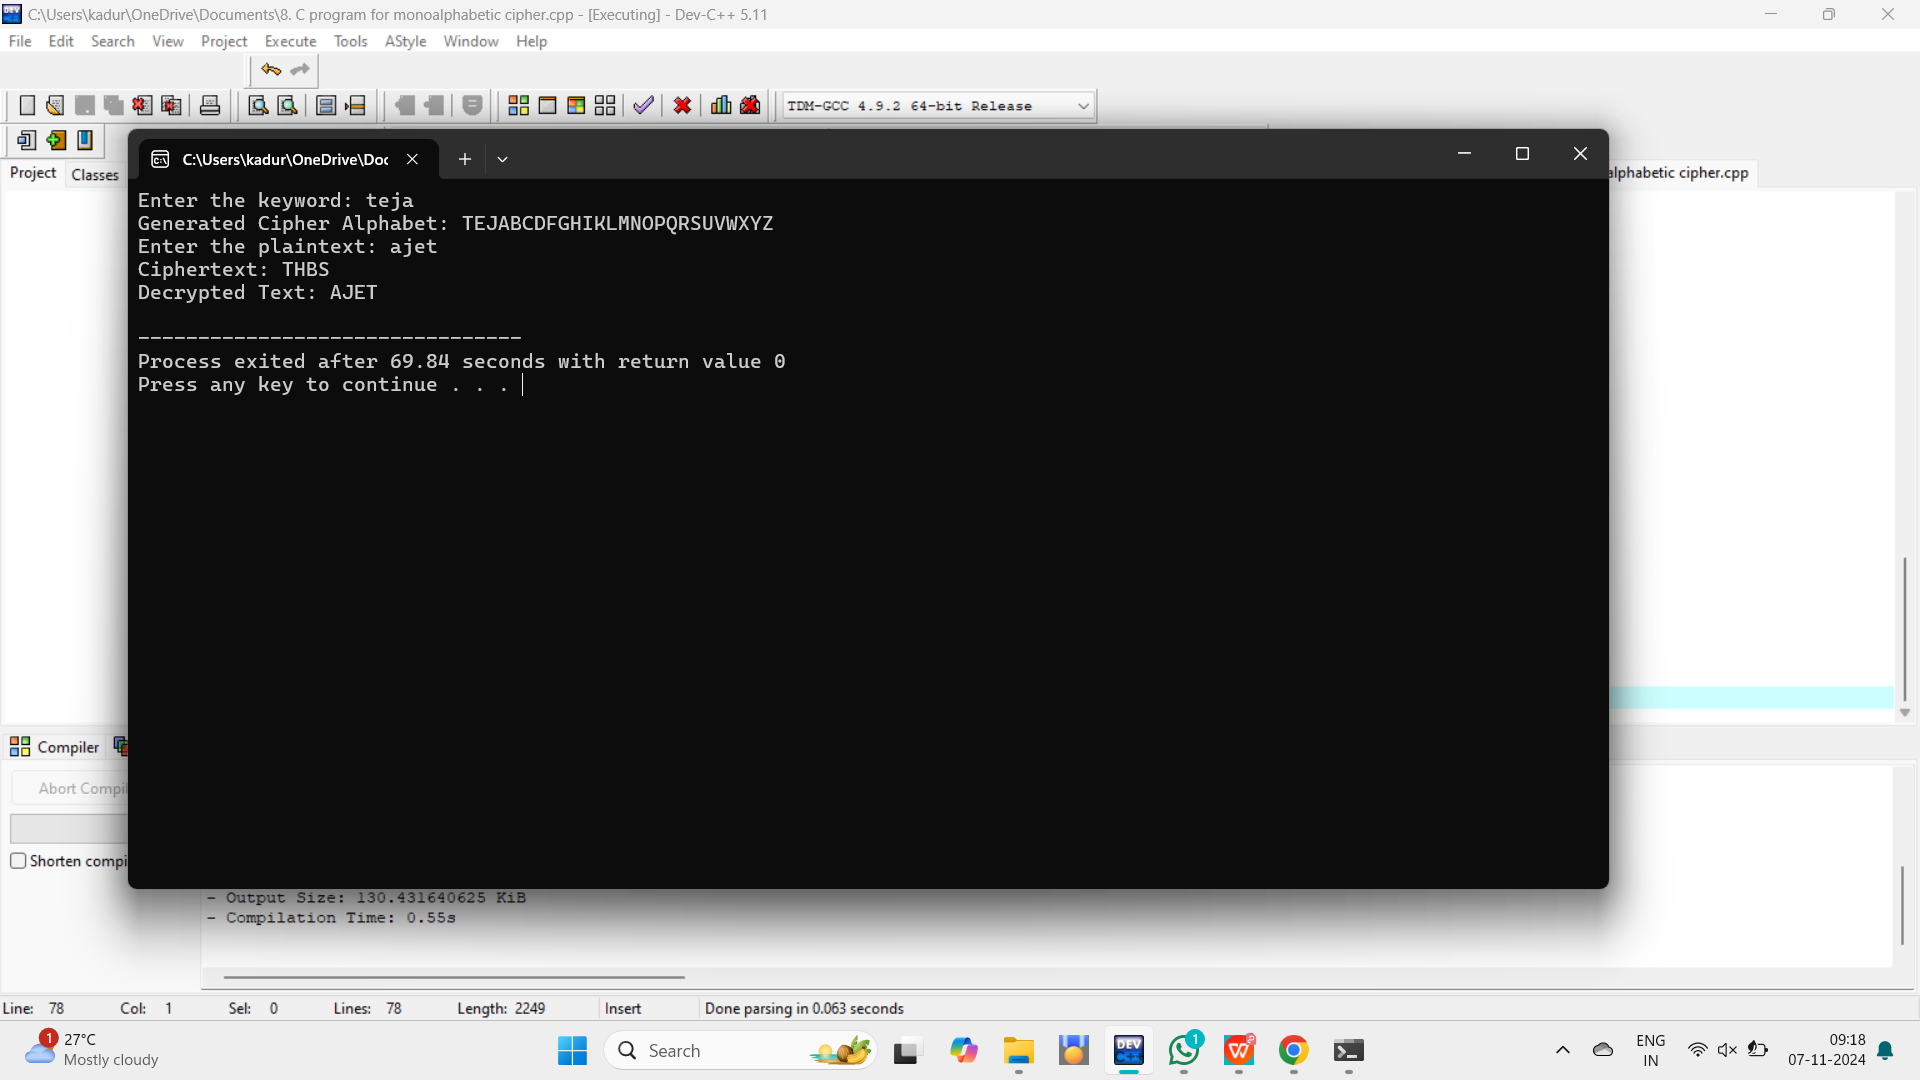 C:\Users\kadur\OneDrive\Documents\8. C program for monoalphabetic cipher.cpp - [Executing] - Dev-C++ 5.11
File Edit Search View Project Execute Tools AStyle Window Help
TDM-GCC 4.9.2 64-bit Release
Project Classes
alphabetic cipher.cpp
C:\Users\kadur\OneDrive\Doc
Enter the keyword: teja
Generated Cipher Alphabet: TEJABCDFGHIKLMNOPQRSUVWXYZ
Enter the plaintext: ajet
Ciphertext: THBS
Decrypted Text: AJET
--------------------------------
Process exited after 69.84 seconds with return value 0
Press any key to continue . . .
Compiler
Abort Compil
Shorten compi
- Output Size: 130.431640625 KiB
- Compilation Time: 0.55s
Line: 78 Col: 1 Sel: 0 Lines: 78 Length: 2249 Insert Done parsing in 0.063 seconds
1
27°C
Mostly cloudy
Search
DEV
1
W
ENG
IN
09:18
07-11-2024